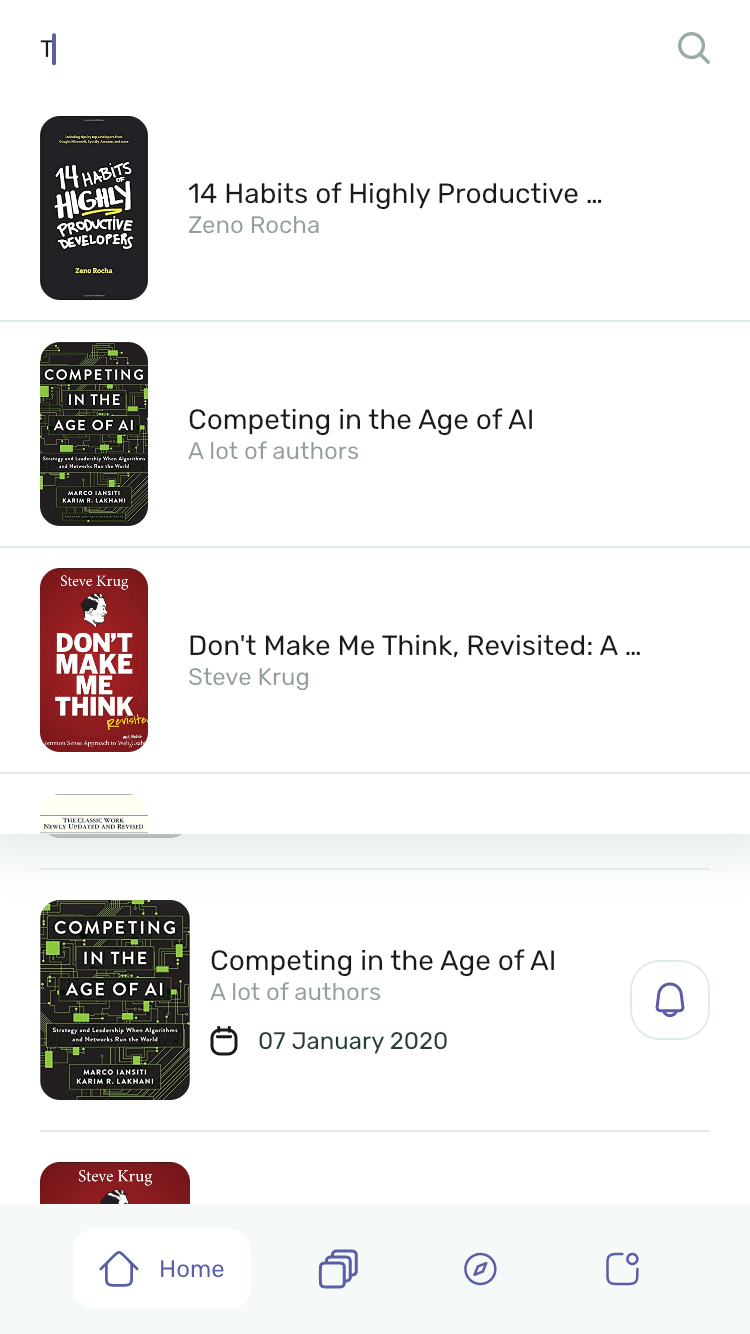 T
Including tips by top developers from
Google, Microsoft, Spotify, Amazon, and more
14 HABITS
OF
HIGHLY
PRODUCTIVE
DEVELOPERS
Zeno Rocha
14 Habits of Highly Productive ...
Zeno Rocha
COMPETING
IN THE
AGE OF AI
Strategy and Leadership When Algorithms
and Networks Run the World
MARCO IANSITI
KARIM R. LAKHANI
Competing in the Age of AI
A lot of authors
Steve Krug
DON'T
MAKE
ME
THINK
Revisited
and Mobile
Common Sense Approach to Web Usab
Don't Make Me Think, Revisited: A ...
Steve Krug
THE CLASSIC WORK
NEWLY UPDATED AND REVISED
COMPETING
IN THE
AGE OF AI
Strategy and Leadership When Algorithms
and Networks Run the World
MARCO IANSITI
KARIM R. LAKHANI
Competing in the Age of AI
A lot of authors
07 January 2020
Steve Krug
Home